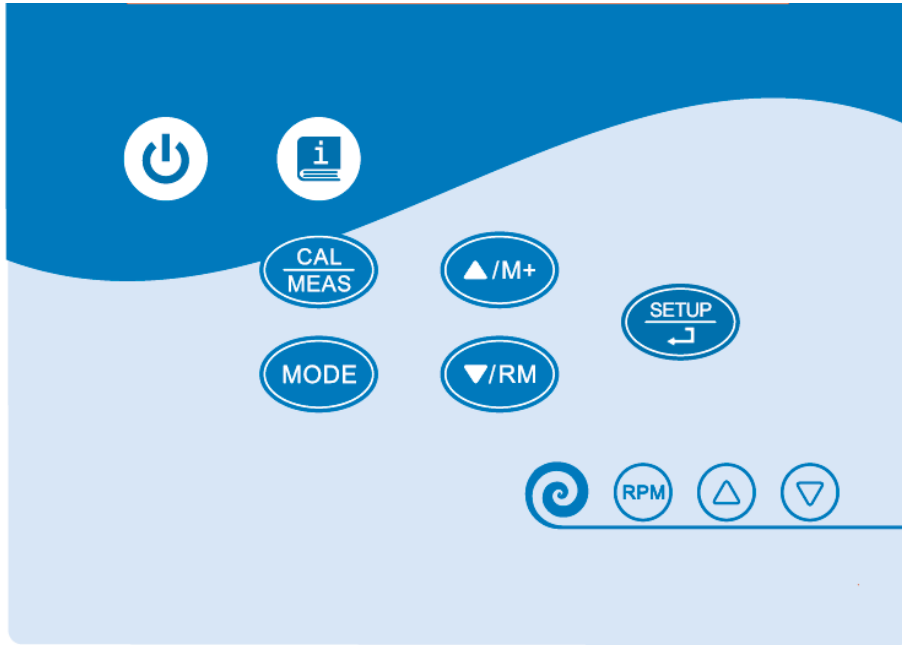 i
CAL
MEAS
▲/M+
SETUP
MODE
▼/RM
RPM